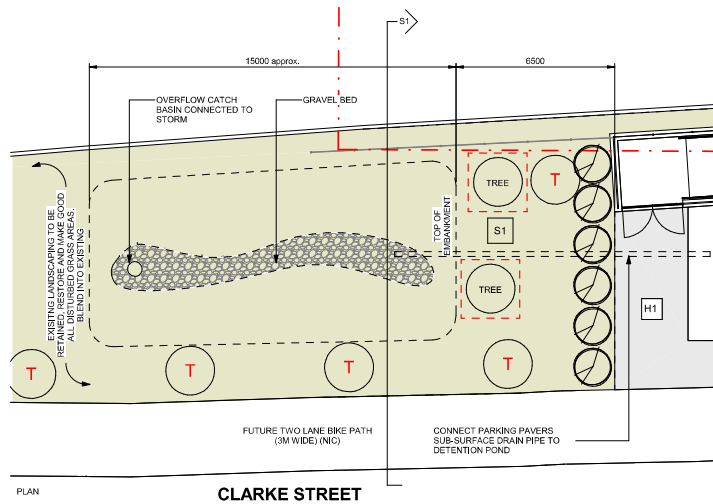 S1
15000 approx.
6500
OVERFLOW CATCH
BASIN CONNECTED TO
STORM
GRAVEL BED
EXISITNG LANDSCAPING TO BE
RETAINED. RESTORE AND MAKE GOOD
ALL DISTURBED GRASS AREAS.
BLEND INTO EXISTING
TOP OF
EMBANKMENT
TREE
T
S1
TREE
H1
T
T
T
T
FUTURE TWO LANE BIKE PATH
(3M WIDE) (NIC)
CONNECT PARKING PAVERS
SUB-SURFACE DRAIN PIPE TO
DETENTION POND
PLAN
CLARKE STREET